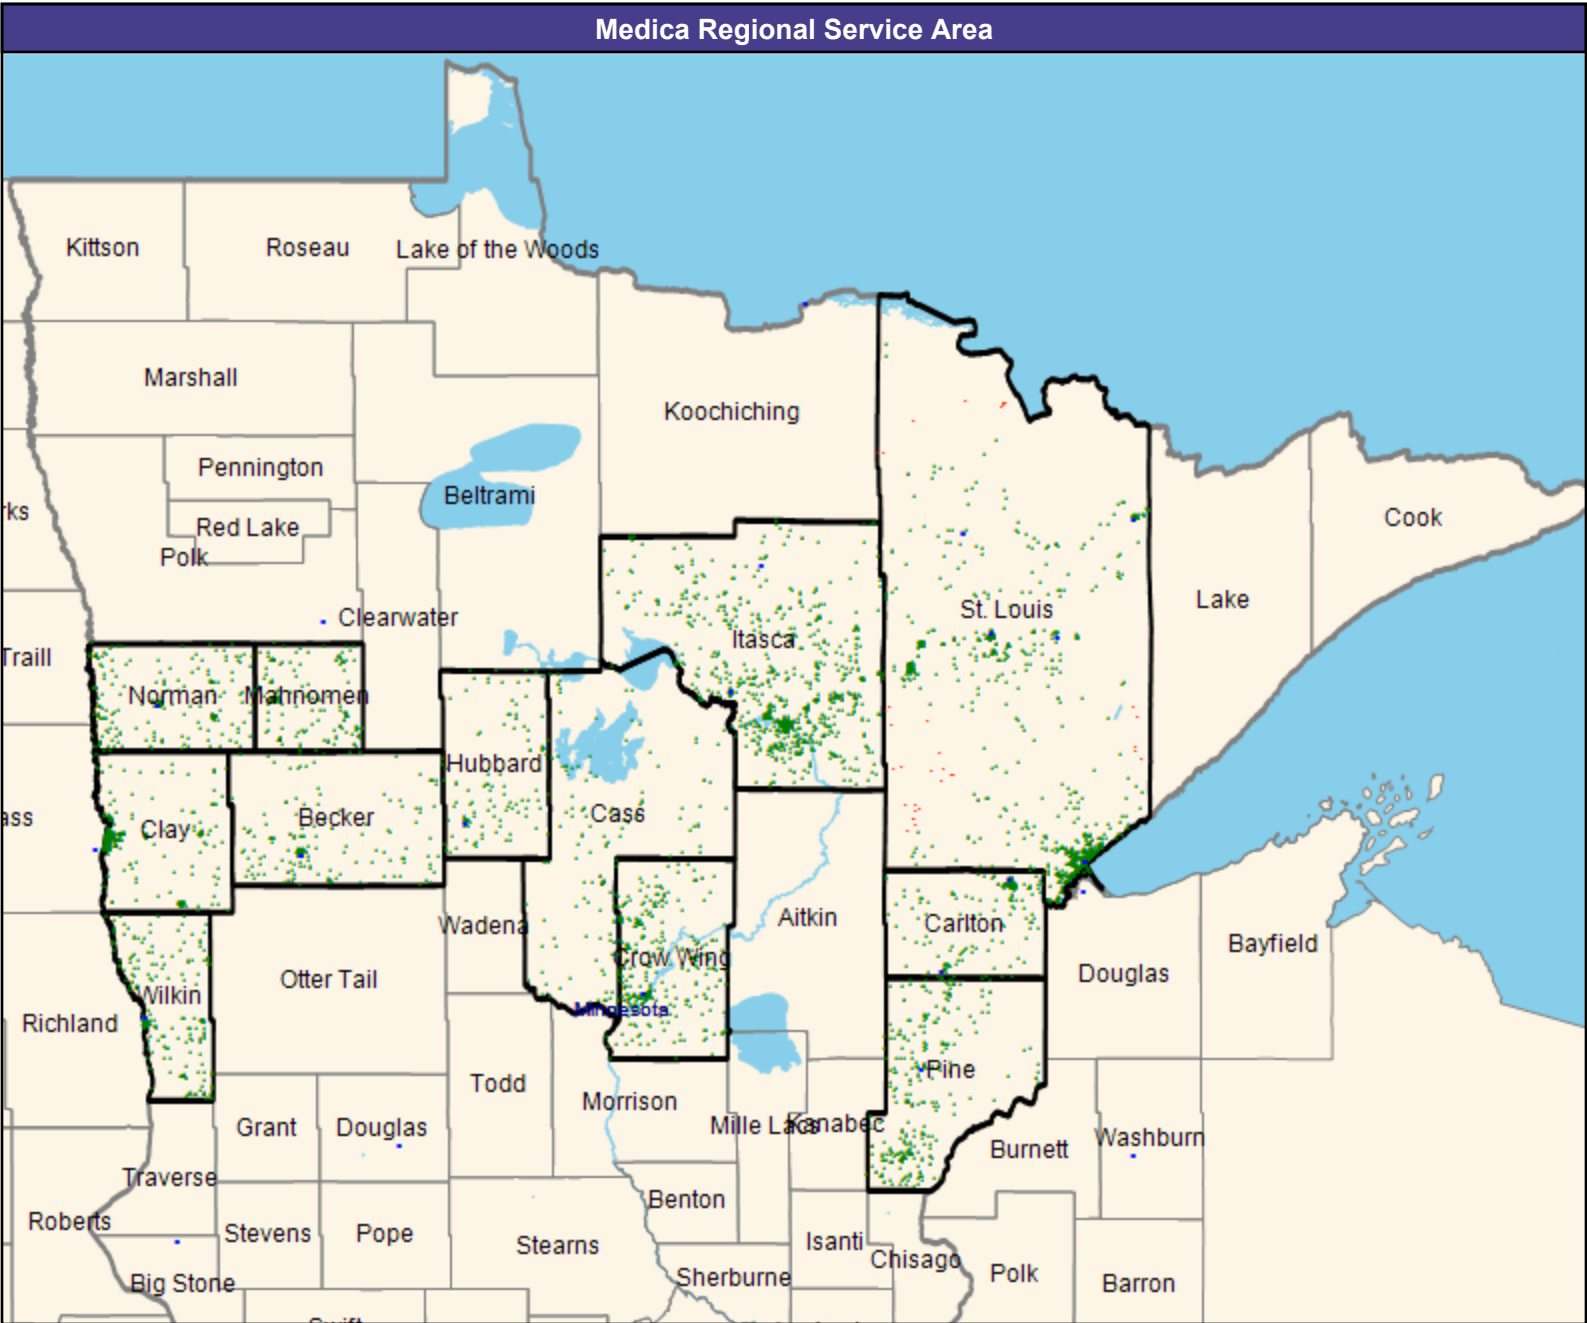 Medica Regional Service Area
Kittson
Roseau
Lake of the Woods
Marshall
Koochiching
Pennington
Beltrami
rks
Red Lake
Cook
Polk
Clearwater
St. Louis
Lake
Traill
Itasca
Norman
Mahnomen
Hubbard
ass
Clay
Becker
Cass
Wadena
Aitkin
Carlton
Bayfield
Otter Tail
Crow Wing
Douglas
Wilkin
Minnesota
Richland
Pine
Todd
Morrison
Grant
Douglas
Mille Lacs
Kanabec
Burnett
Washburn
Traverse
Benton
Roberts
Stevens
Pope
Stearns
Isanti
Chisago
Big Stone
Sherburne
Polk
Barron